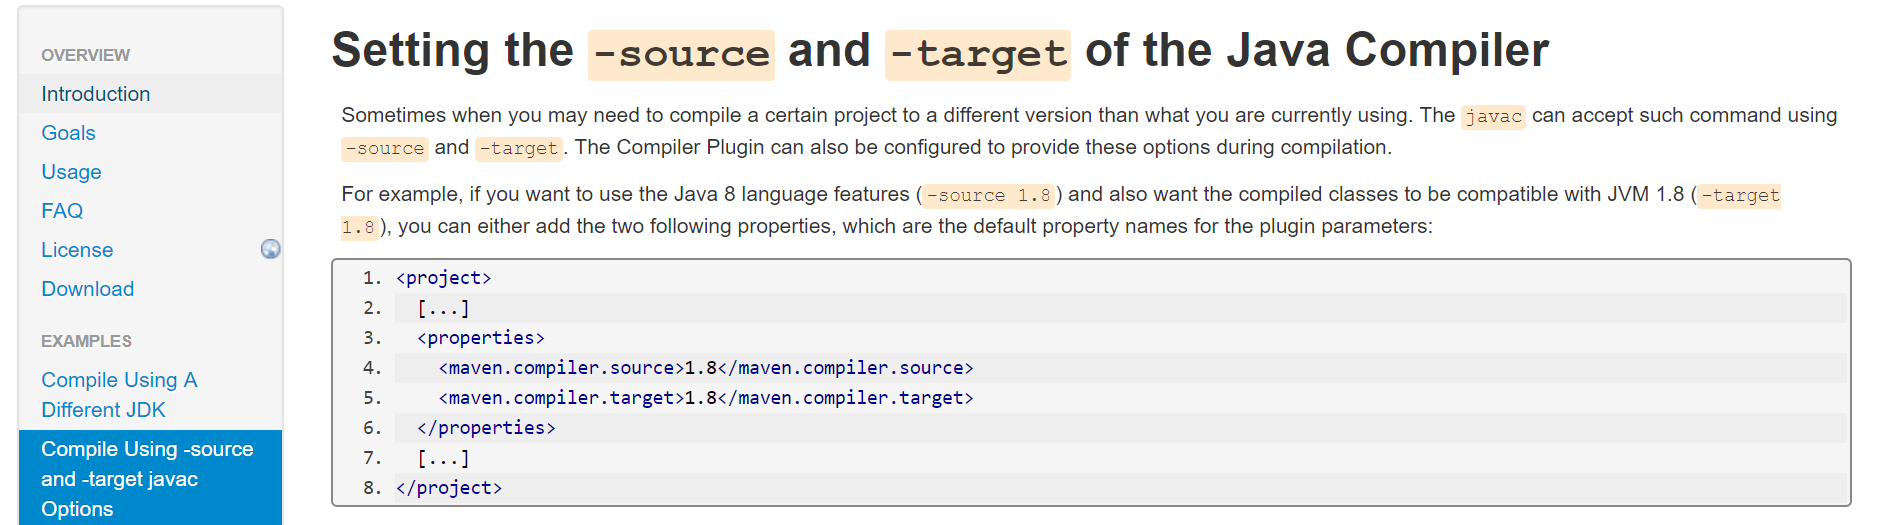 OVERVIEW
Introduction
Goals
Usage
FAQ
License
Download
EXAMPLES
Compile Using A
Different JDK
Compile Using -source
and -target javac
Options
Setting the -source and -target of the Java Compiler
Sometimes when you may need to compile a certain project to a different version than what you are currently using. The javac can accept such command using
-source and -target. The Compiler Plugin can also be configured to provide these options during compilation.
For example, if you want to use the Java 8 language features (-source 1.8) and also want the compiled classes to be compatible with JVM 1.8 (-target
1.8), you can either add the two following properties, which are the default property names for the plugin parameters:
1. <project>
2.   [...]
3.   <properties>
4.     <maven.compiler.source>1.8</maven.compiler.source>
5.     <maven.compiler.target>1.8</maven.compiler.target>
6.   </properties>
7.   [...]
8. </project>